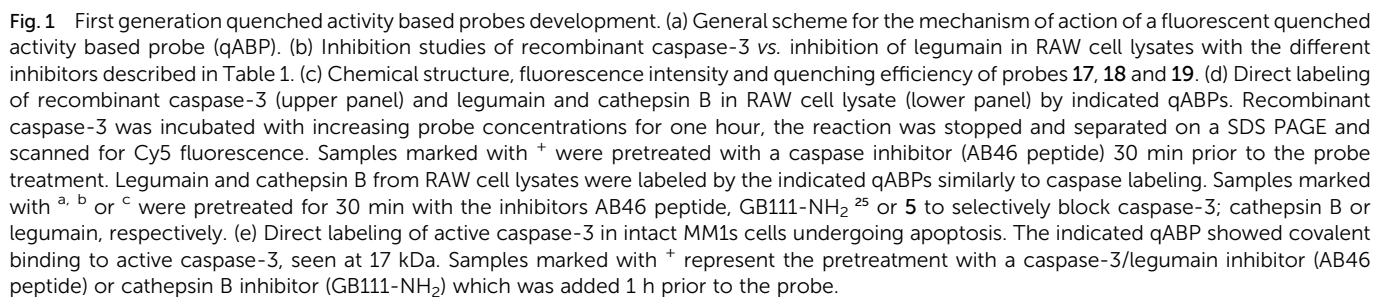 Fig. 1 First generation quenched activity based probes development. (a) General scheme for the mechanism of action of a fluorescent quenched
activity based probe (qABP). (b) Inhibition studies of recombinant caspase-3 vs. inhibition of legumain in RAW cell lysates with the different
inhibitors described in Table 1. (c) Chemical structure, fluorescence intensity and quenching efficiency of probes 17, 18 and 19. (d) Direct labeling
of recombinant caspase-3 (upper panel) and legumain and cathepsin B in RAW cell lysate (lower panel) by indicated qABPs. Recombinant
caspase-3 was incubated with increasing probe concentrations for one hour, the reaction was stopped and separated on a SDS PAGE and
scanned for Cy5 fluorescence. Samples marked with + were pretreated with a caspase inhibitor (AB46 peptide) 30 min prior to the probe
treatment. Legumain and cathepsin B from RAW cell lysates were labeled by the indicated qABPs similarly to caspase labeling. Samples marked
with a, b or c were pretreated for 30 min with the inhibitors AB46 peptide, GB111-NH2 25 or 5 to selectively block caspase-3; cathepsin B or
legumain, respectively. (e) Direct labeling of active caspase-3 in intact MM1s cells undergoing apoptosis. The indicated qABP showed covalent
binding to active caspase-3, seen at 17 kDa. Samples marked with + represent the pretreatment with a caspase-3/legumain inhibitor (AB46
peptide) or cathepsin B inhibitor (GB111-NH2) which was added 1 h prior to the probe.